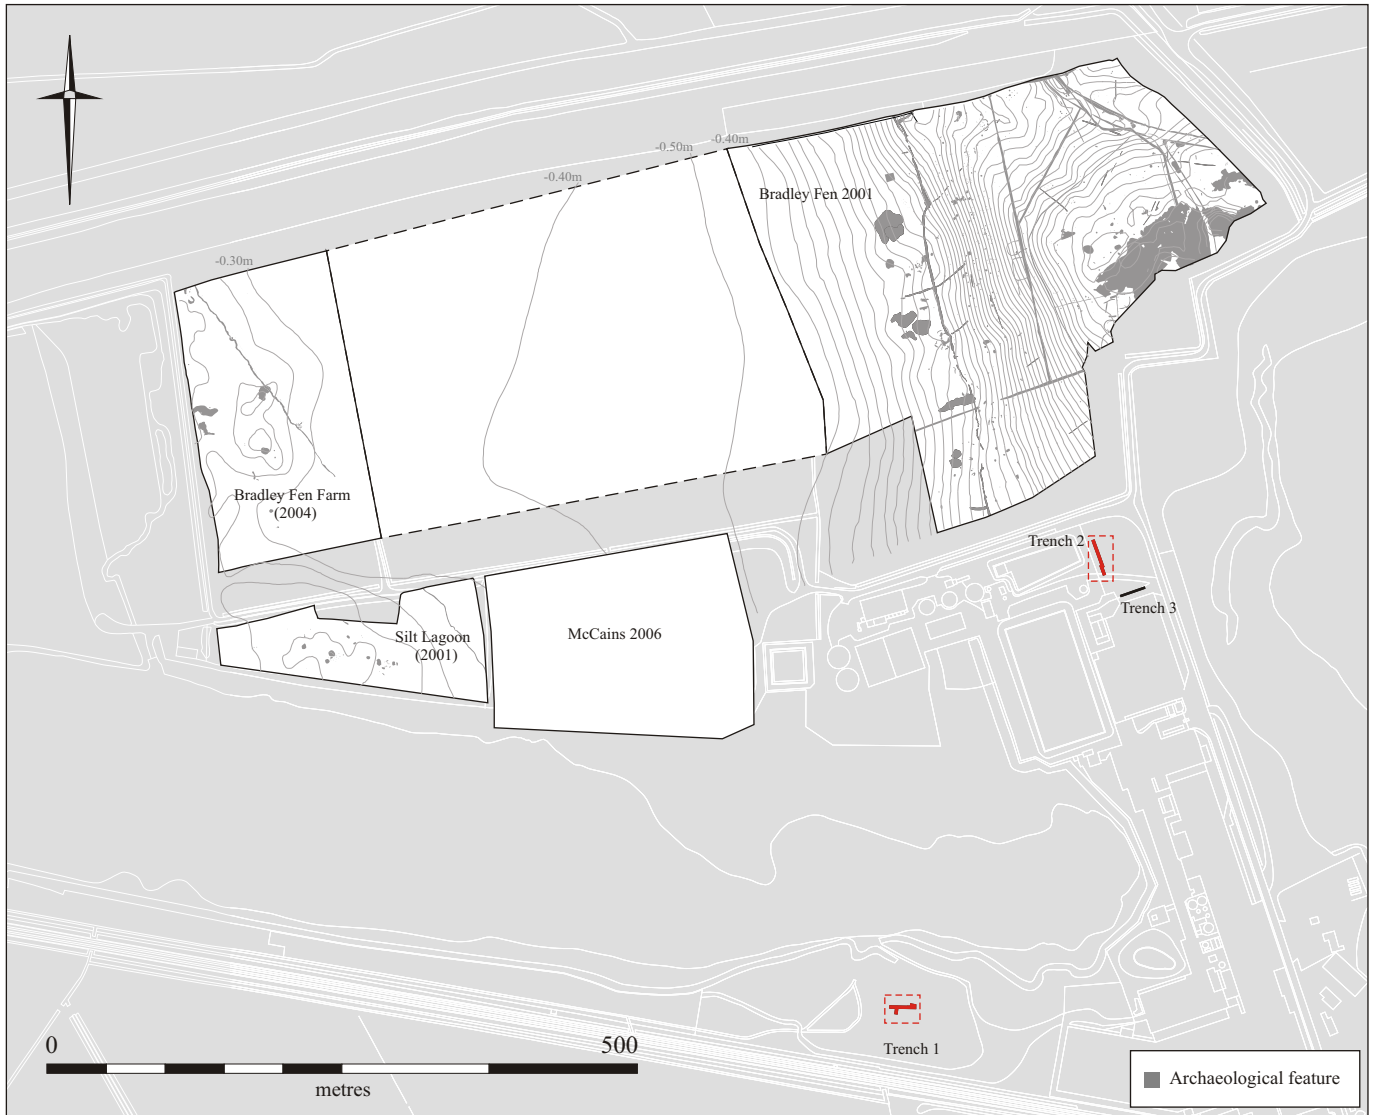 -0.40m
-0.50m
-0.40m
Bradley Fen 2001
-0.30m
Bradley Fen Farm
(2004)
Trench 2
Trench 3
Silt Lagoon
(2001)
McCains 2006
0
500
metres
Trench 1
Archaeological feature